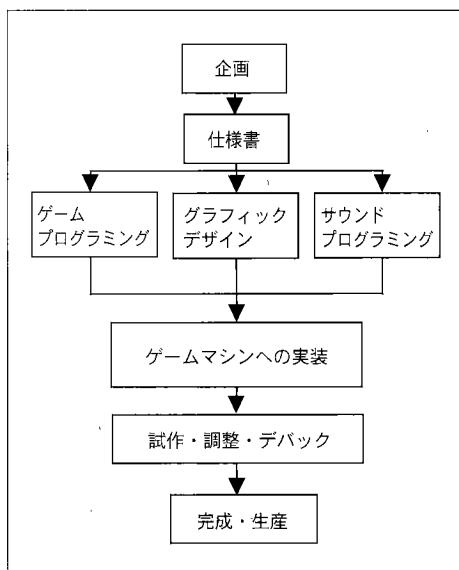 企画
仕様書
ゲーム
プログラミング
グラフィック
デザイン
サウンド
プログラミング
ゲームマシンへの実装
試作・調整・デバック
完成・生産